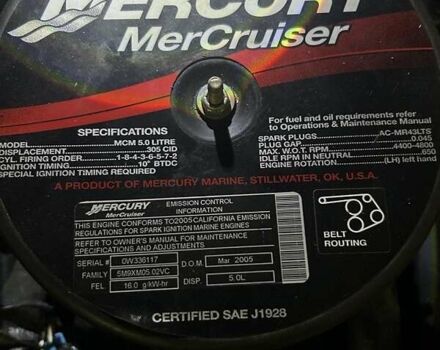 MERCURY
MerCruiser
SPECIFICATIONS
MODEL MCM 5.0 LITRE
DISPLACEMENT 305 CID
CYL. FIRING ORDER 1-8-4-3-6-5-7-2
IGNITION TIMING 10° BTDC
SPECIAL IGNITION TIMING REQUIRED
For fuel and oil requirements refer
to Operations & Maintenance Manual
SPARK PLUGS AC-MR43LTS
PLUG GAP 0.045
MAX. W.O.T. RPM 4400-4800
IDLE RPM IN NEUTRAL 650
ENGINE ROTATION (LH) left hand
A PRODUCT OF MERCURY MARINE, STILLWATER, OK, U.S.A.
MERCURY
MerCruiser
EMISSION CONTROL
INFORMATION
THIS ENGINE CONFORMS TO2005CALIFORNIA EMISSION
REGULATIONS FOR SPARK IGNITION MARINE ENGINES
REFER TO OWNER'S MANUAL FOR MAINTENANCE
SPECIFICATIONS AND ADJUSTMENTS
SERIAL # 0W336117 D.O.M. Mar 2005
FAMILY 5M9XM05.02VC DISP. 5.0L
FEL 16.0 g/kW-hr
BELT
ROUTING
CERTIFIED SAE J1928